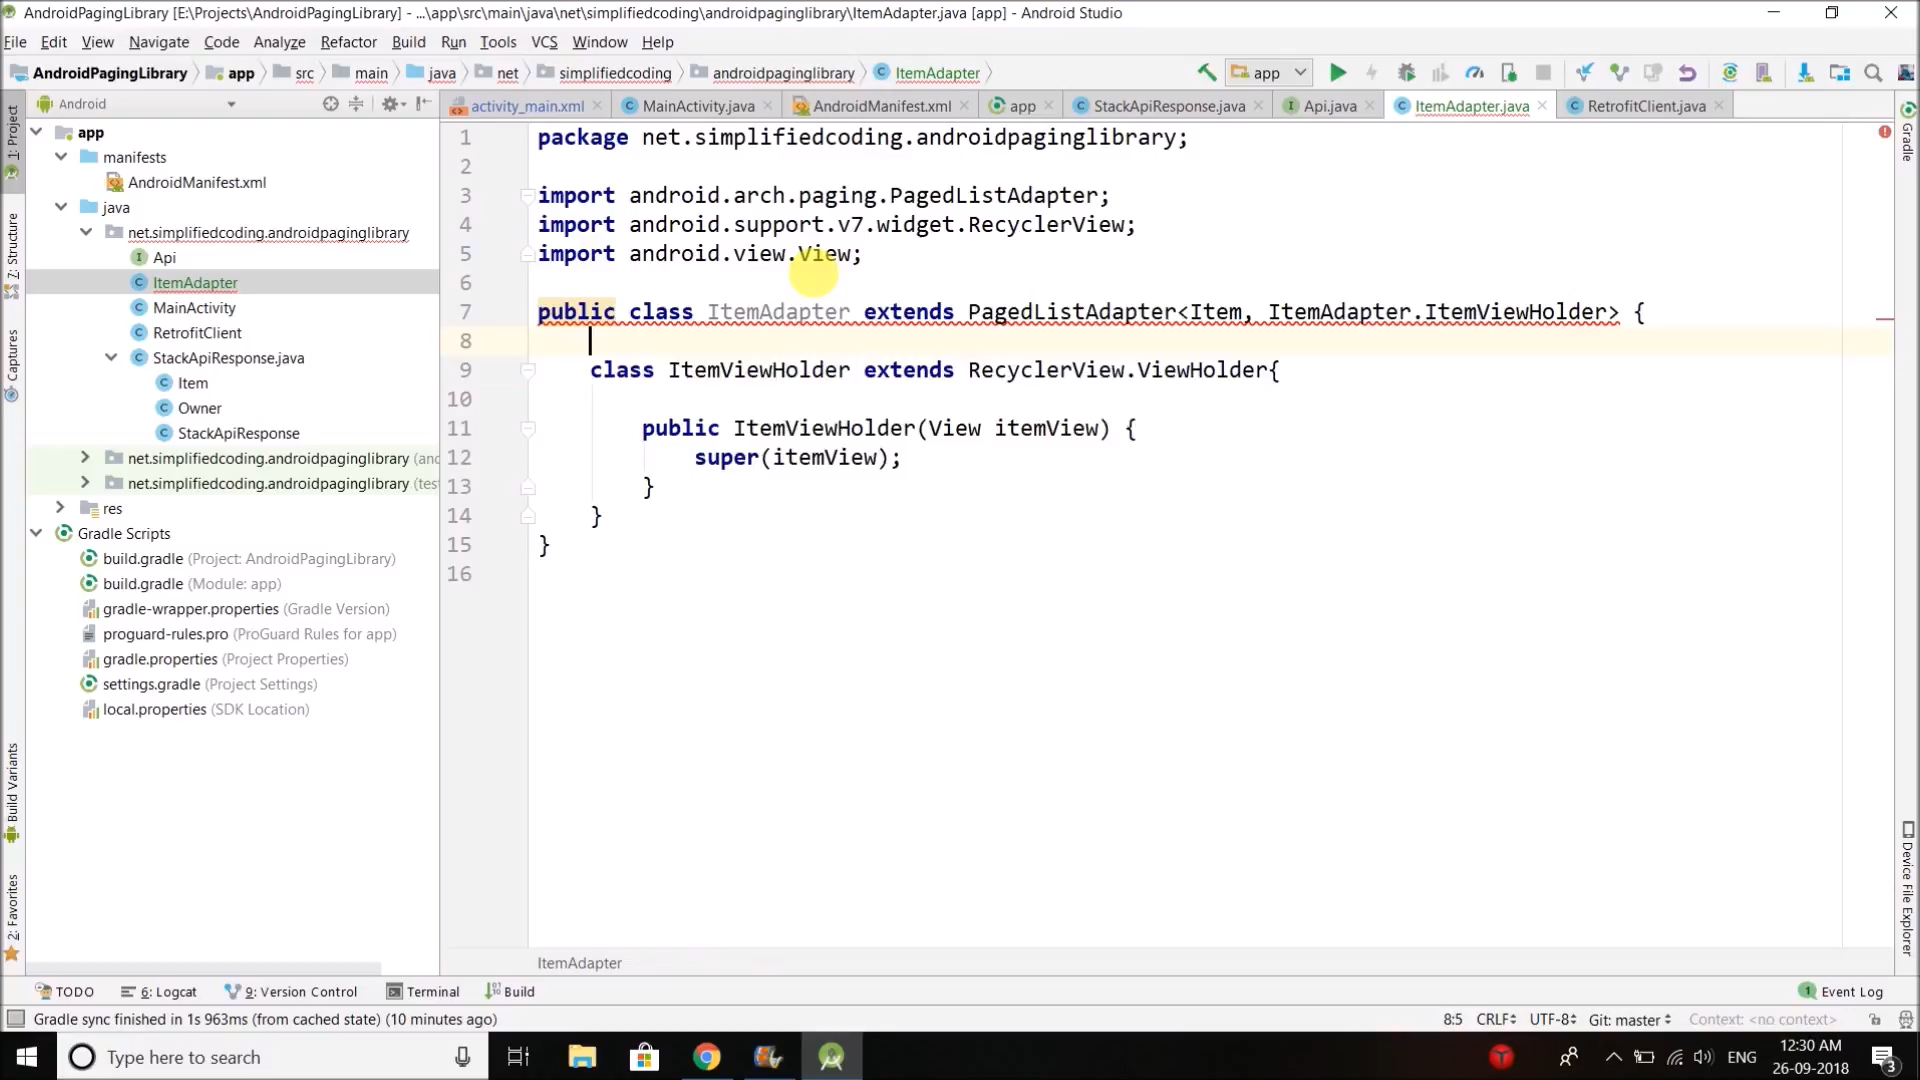 AndroidPagingLibrary [E:\Projects\AndroidPagingLibrary] - ...\app\src\main\java\net\simplifiedcoding\androidpaginglibrary\ItemAdapter.java [app] - Android Studio
File Edit View Navigate Code Analyze Refactor Build Run Tools VCS Window Help
AndroidPagingLibrary app src main java net simplifiedcoding androidpaginglibrary ItemAdapter app
Android activity_main.xml MainActivity.java AndroidManifest.xml app StackApiResponse.java Api.java ItemAdapter.java RetrofitClient.java
1: Project
7: Structure
Captures
Build Variants
2: Favorites
app
manifests
AndroidManifest.xml
java
net.simplifiedcoding.androidpaginglibrary
Api
ItemAdapter
MainActivity
RetrofitClient
StackApiResponse.java
Item
Owner
StackApiResponse
net.simplifiedcoding.androidpaginglibrary (anc
net.simplifiedcoding.androidpaginglibrary (tes
res
Gradle Scripts
build.gradle (Project: AndroidPagingLibrary)
build.gradle (Module: app)
gradle-wrapper.properties (Gradle Version)
proguard-rules.pro (ProGuard Rules for app)
gradle.properties (Project Properties)
settings.gradle (Project Settings)
local.properties (SDK Location)
1 package net.simplifiedcoding.androidpaginglibrary;
2
3 import android.arch.paging.PagedListAdapter;
4 import android.support.v7.widget.RecyclerView;
5 import android.view.View;
6
7 public class ItemAdapter extends PagedListAdapter<Item, ItemAdapter.ItemViewHolder> {
8
9 class ItemViewHolder extends RecyclerView.ViewHolder{
10
11 public ItemViewHolder(View itemView) {
12 super(itemView);
13 }
14 }
15 }
16
ItemAdapter
Gradle
Device File Explorer
TODO 6: Logcat 9: Version Control Terminal Build 1 Event Log
Gradle sync finished in 1s 963ms (from cached state) (10 minutes ago) 8:5 CRLF UTF-8 Git: master Context: <no context>
Type here to search ENG 12:30 AM
26-09-2018 3